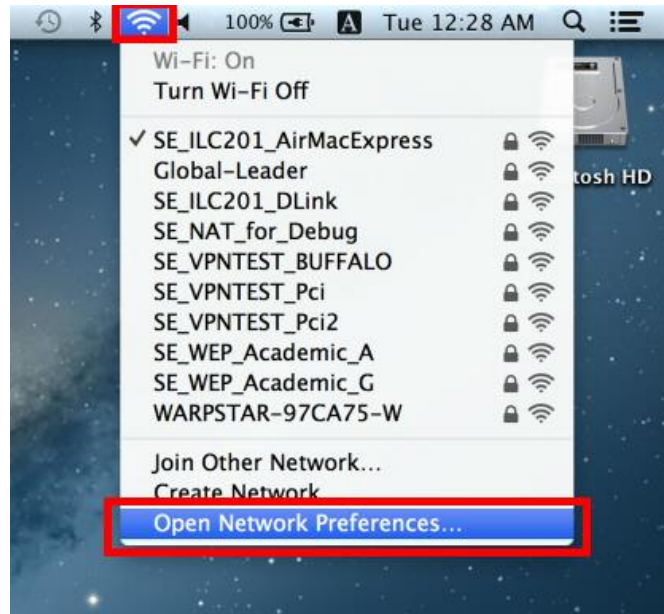 100% A Tue 12:28 AM
Wi-Fi: On
Turn Wi-Fi Off
SE_ILC201_AirMacExpress
Global-Leader
tosh HD
SE_ILC201_DLink
SE_NAT_for_Debug
SE_VPNTEST_BUFFALO
SE_VPNTEST_Pci
SE_VPNTEST_Pci2
SE_WEP_Academic_A
SE_WEP_Academic_G
WARPSTAR-97CA75-W
Join Other Network...
Create Network
Open Network Preferences...